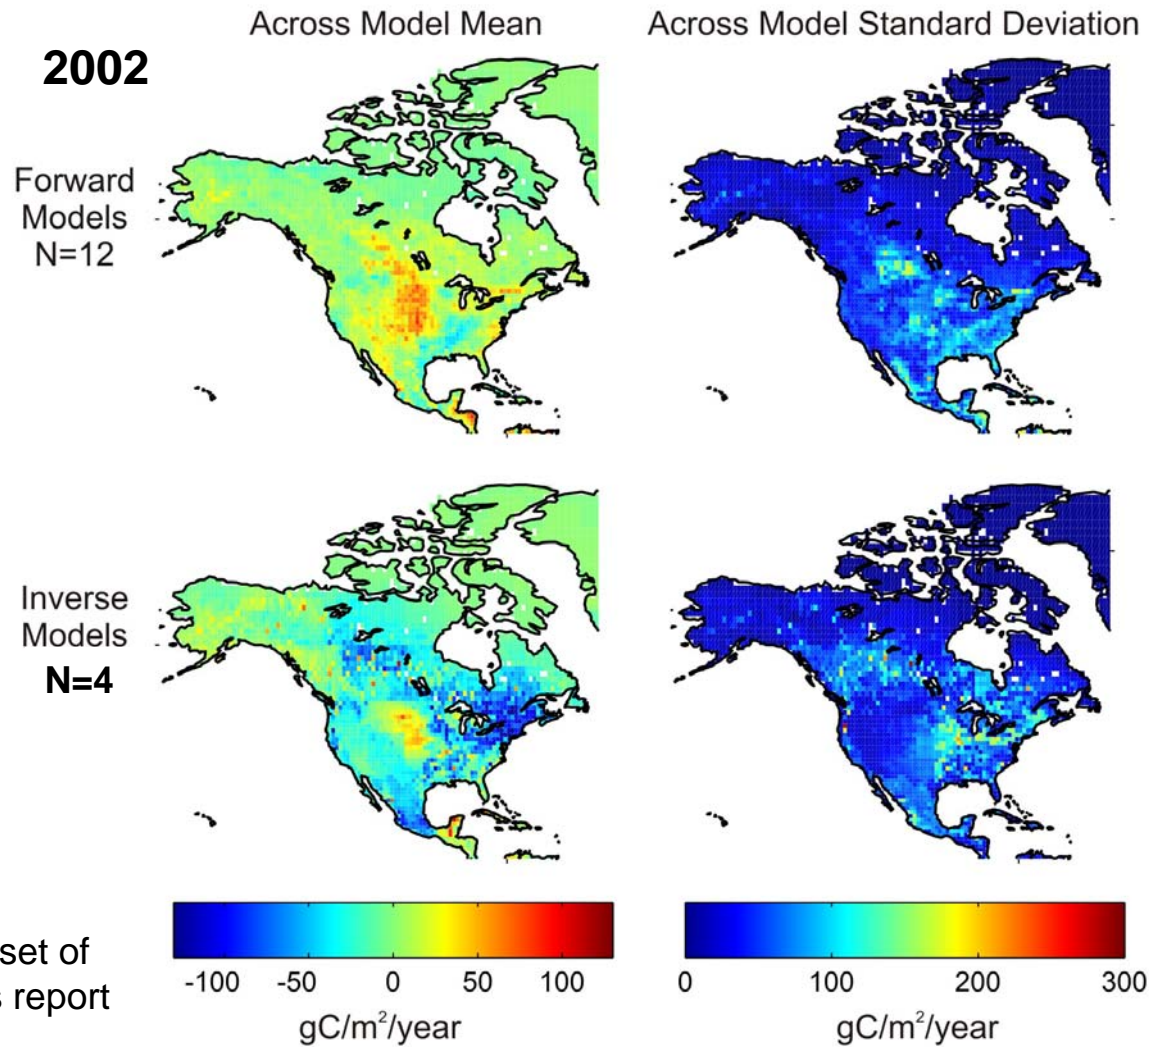 Across Model Mean
Across Model Standard Deviation
2002
Forward
Models
N=12
Inverse
Models
N=4
set of
report
-100 -50 0 50 100
gC/m²/year
0 100 200 300
gC/m²/year